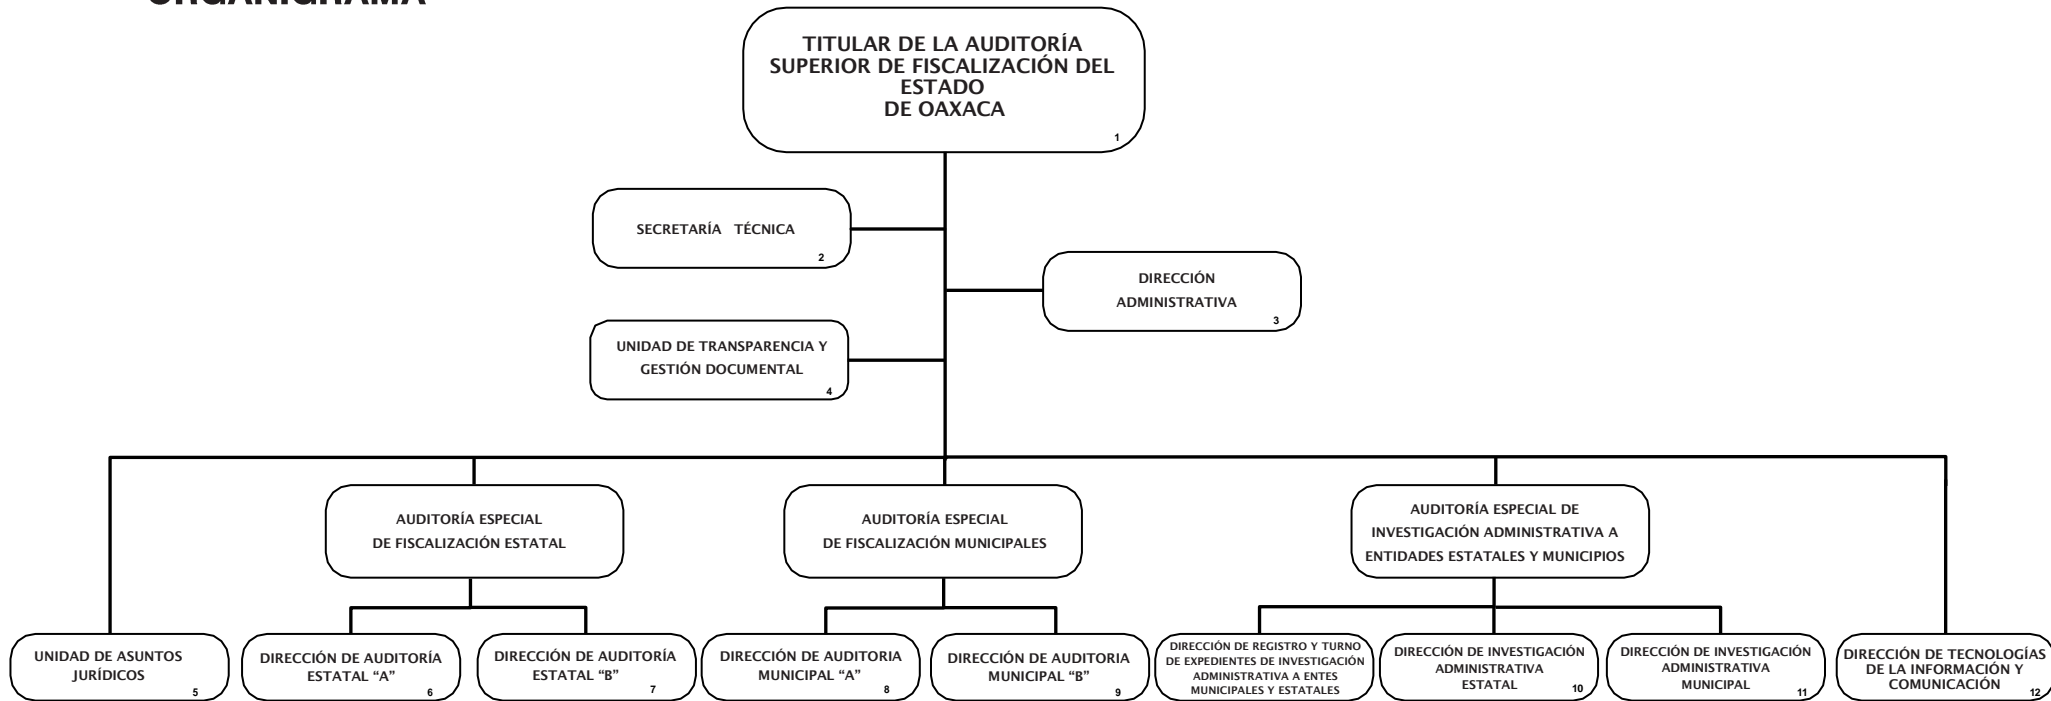 ORGANIGRAMA
TITULAR DE LA AUDITORÍA
SUPERIOR DE FISCALIZACIÓN DEL
ESTADO
DE OAXACA
1
SECRETARÍA TÉCNICA
2
DIRECCIÓN
ADMINISTRATIVA
3
UNIDAD DE TRANSPARENCIA Y
GESTIÓN DOCUMENTAL
4
AUDITORÍA ESPECIAL
DE FISCALIZACIÓN ESTATAL
AUDITORÍA ESPECIAL
DE FISCALIZACIÓN MUNICIPALES
AUDITORÍA ESPECIAL DE
INVESTIGACIÓN ADMINISTRATIVA A
ENTIDADES ESTATALES Y MUNICIPIOS
UNIDAD DE ASUNTOS
JURÍDICOS
5
DIRECCIÓN DE AUDITORÍA
ESTATAL “A”
6
DIRECCIÓN DE AUDITORÍA
ESTATAL “B”
7
DIRECCIÓN DE AUDITORIA
MUNICIPAL “A”
8
DIRECCIÓN DE AUDITORIA
MUNICIPAL “B”
9
DIRECCIÓN DE REGISTRO Y TURNO
DE EXPEDIENTES DE INVESTIGACIÓN
ADMINISTRATIVA A ENTES
MUNICIPALES Y ESTATALES
DIRECCIÓN DE INVESTIGACIÓN
ADMINISTRATIVA
ESTATAL
10
DIRECCIÓN DE INVESTIGACIÓN
ADMINISTRATIVA
MUNICIPAL
11
DIRECCIÓN DE TECNOLOGÍAS
DE LA INFORMACIÓN Y
COMUNICACIÓN
12